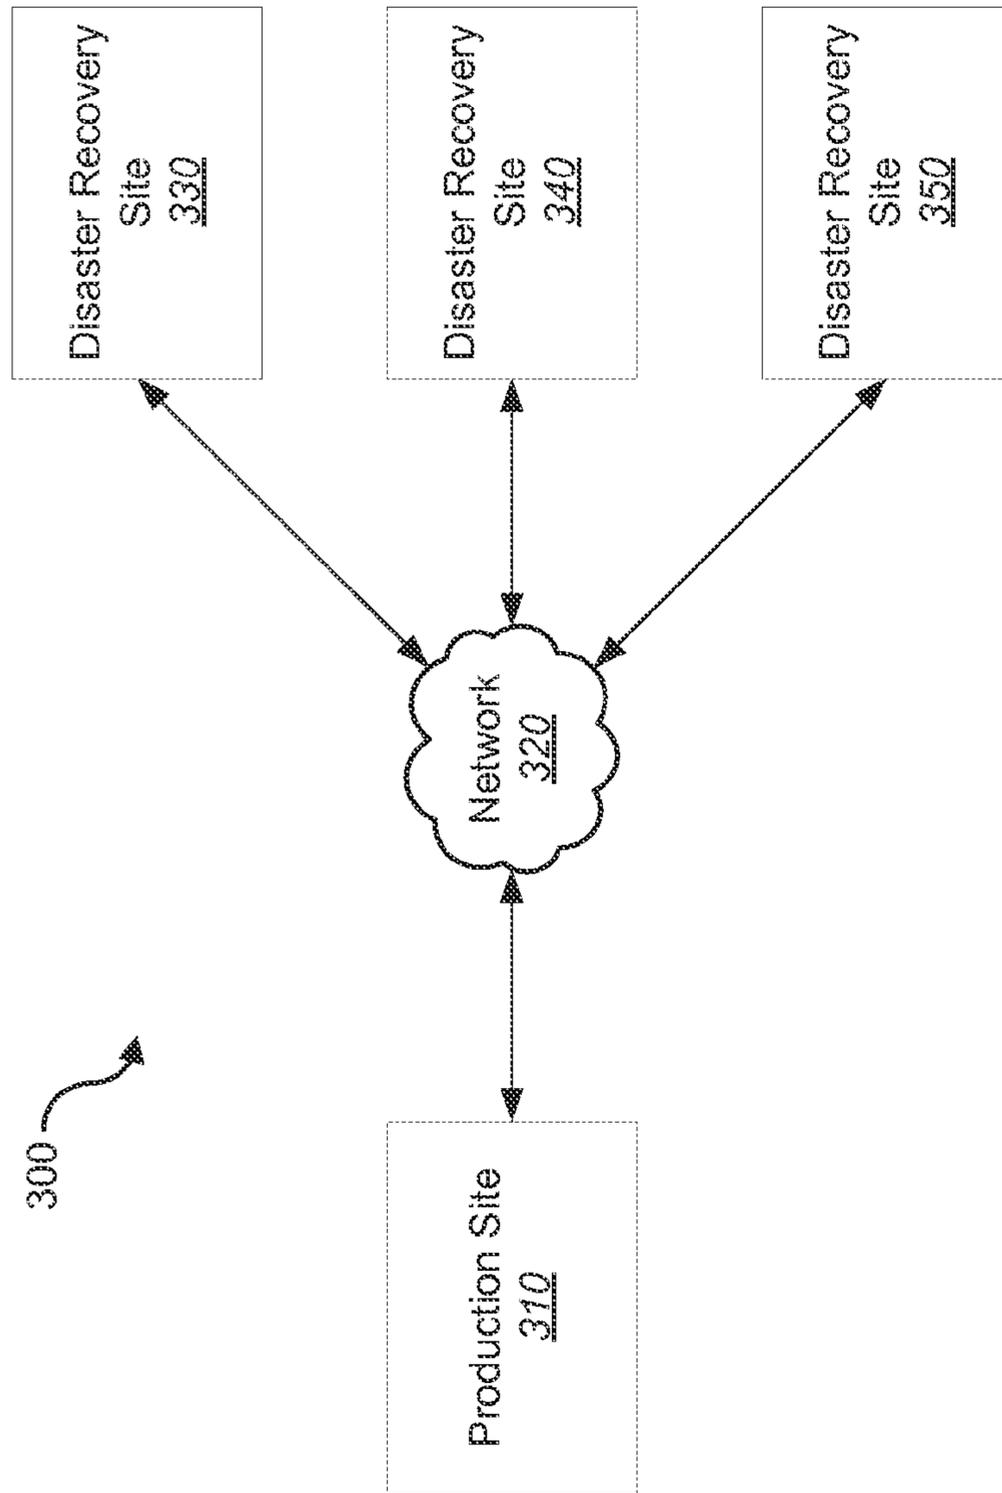 300
Production Site
310
Network
320
Disaster Recovery
Site
330
Disaster Recovery
Site
340
Disaster Recovery
Site
350